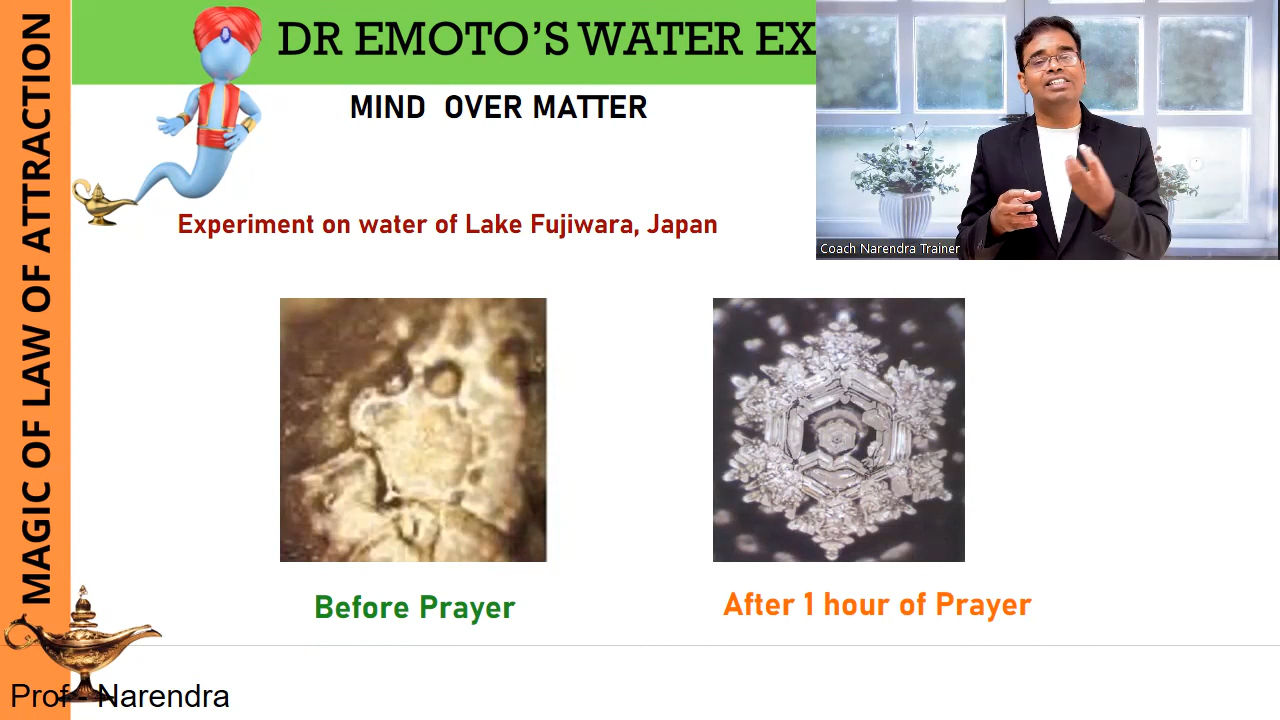 MAGIC OF LAW OF ATTRACTION
DR EMOTO'S WATER EX
MIND OVER MATTER
Coach Narendra Trainer
Experiment on water of Lake Fujiwara, Japan
Before Prayer
After 1 hour of Prayer
Prof - Narendra